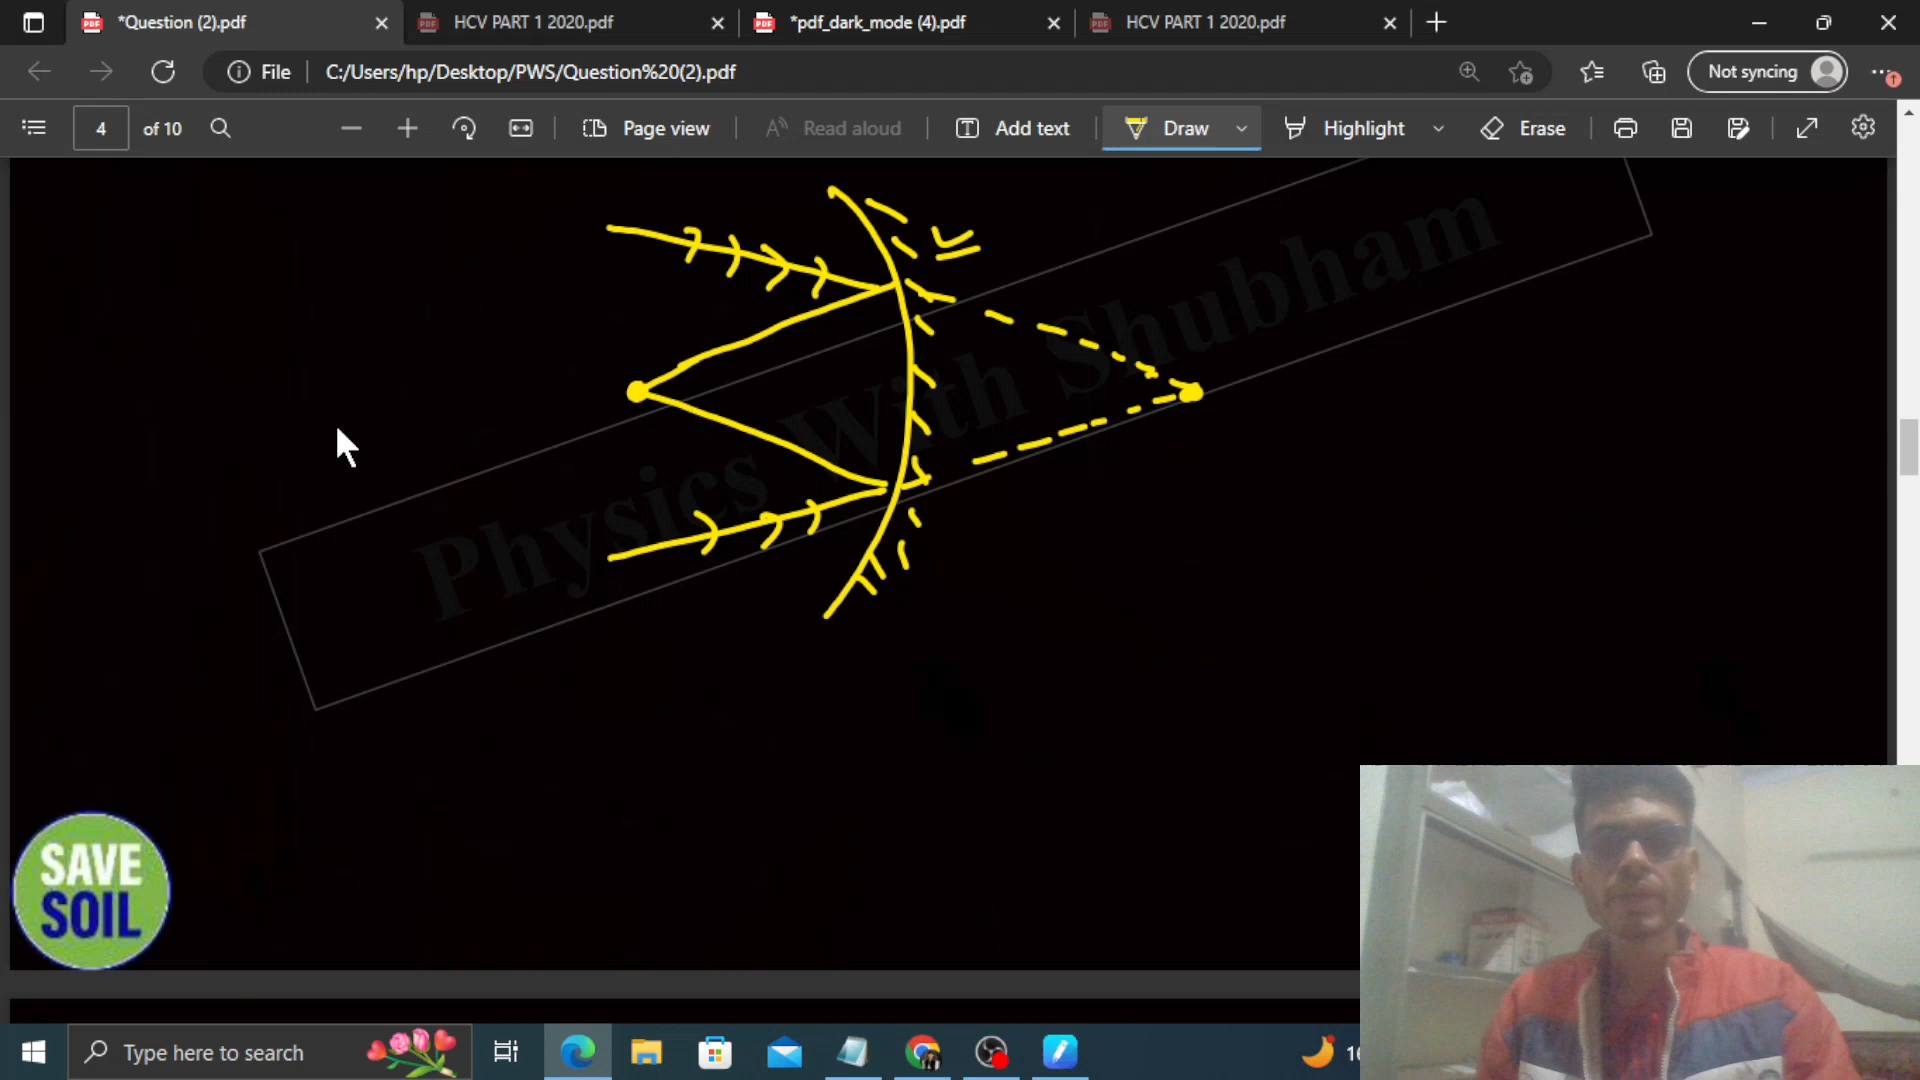 *Question (2).pdf
HCV PART 1 2020.pdf
*pdf_dark_mode (4).pdf
HCV PART 1 2020.pdf
File
C:/Users/hp/Desktop/PWS/Question%20(2).pdf
Not syncing
4 of 10
Page view
Read aloud
Add text
Draw
Highlight
Erase
Physics With Shubham
SAVE
SOIL
Type here to search